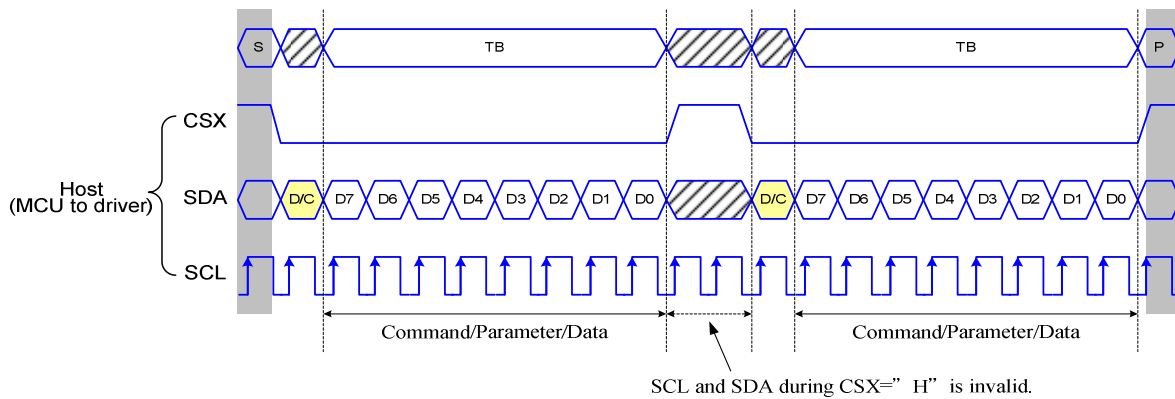 S TB TB P
CSX
Host
(MCU to driver)
SDA D/C D7 D6 D5 D4 D3 D2 D1 D0 D/C D7 D6 D5 D4 D3 D2 D1 D0
SCL
Command/Parameter/Data Command/Parameter/Data
SCL and SDA during CSX=” H” is invalid.